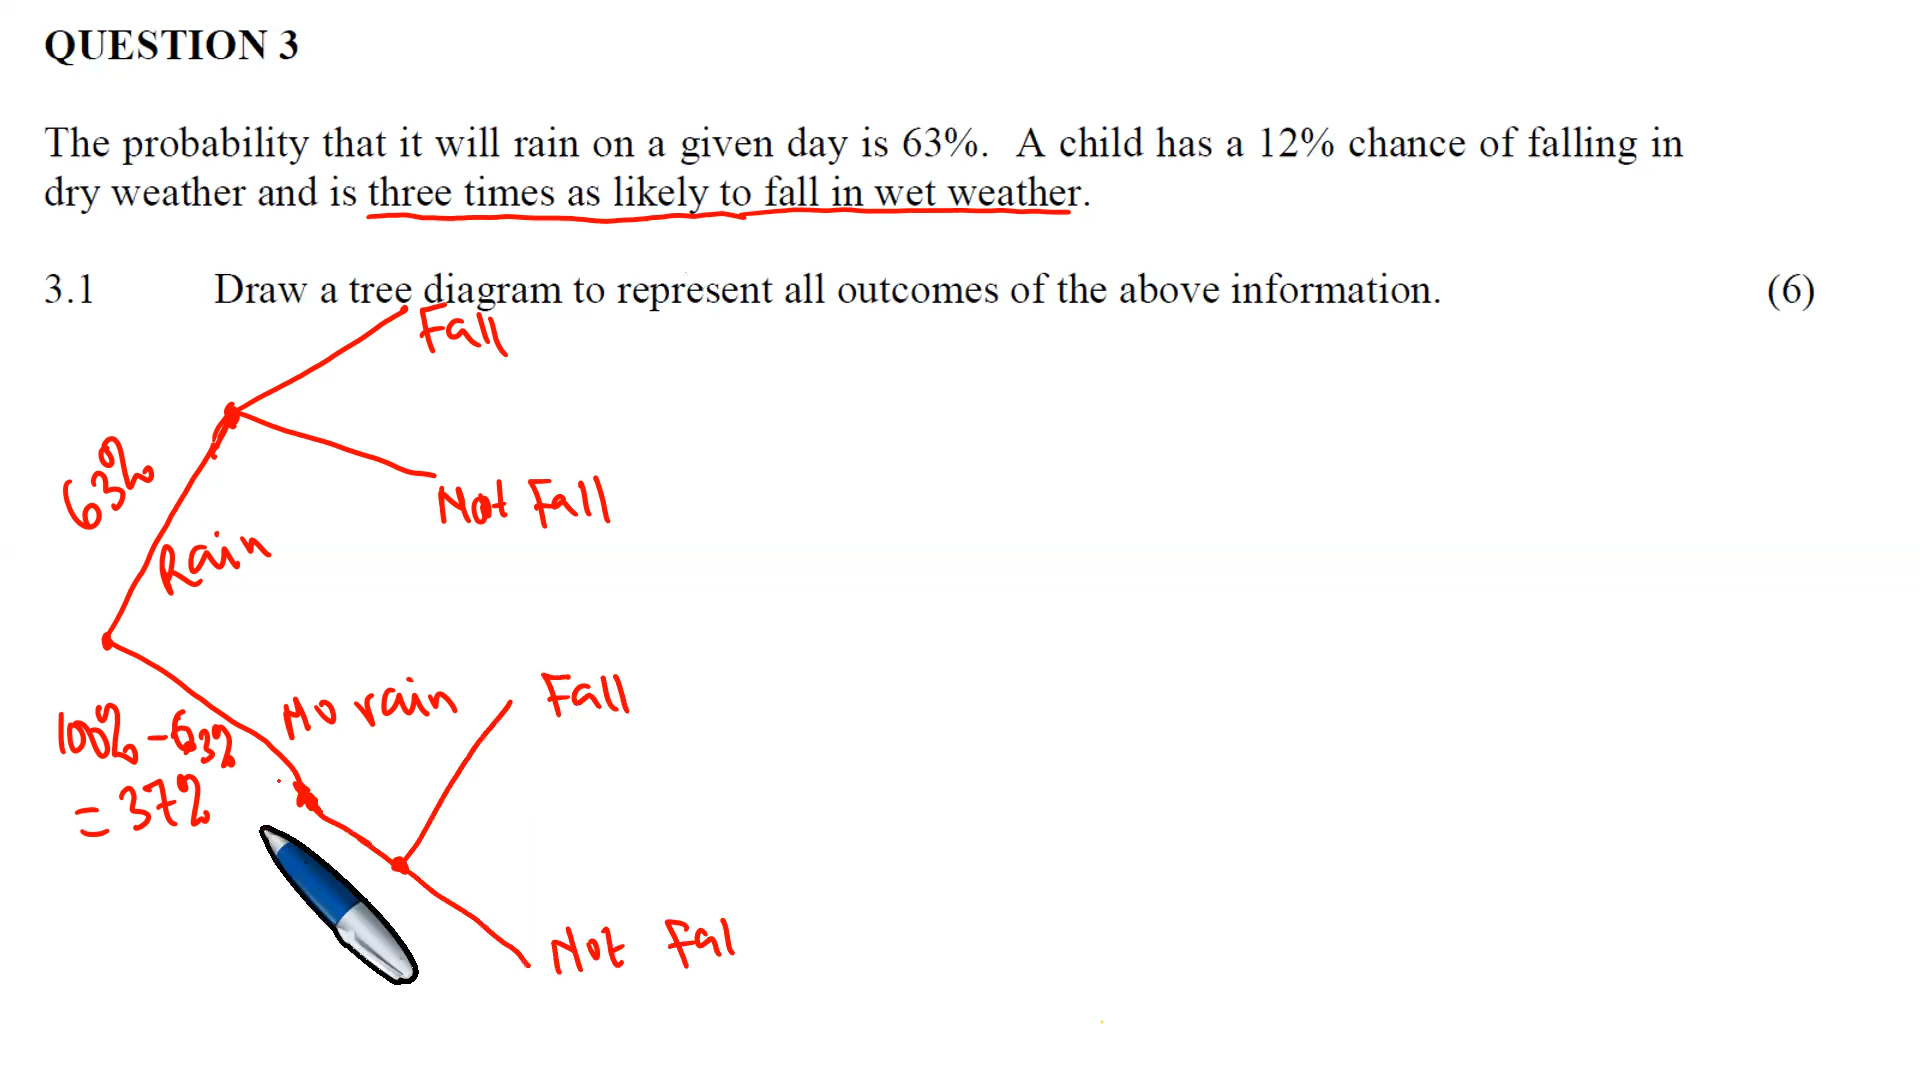 QUESTION 3
The probability that it will rain on a given day is 63%. A child has a 12% chance of falling in
dry weather and is three times as likely to fall in wet weather.
3.1 Draw a tree diagram to represent all outcomes of the above information. (6)
Fall
63%
Not Fall
Rain
No rain
Fall
100% - 63%
= 37%
Not Fal